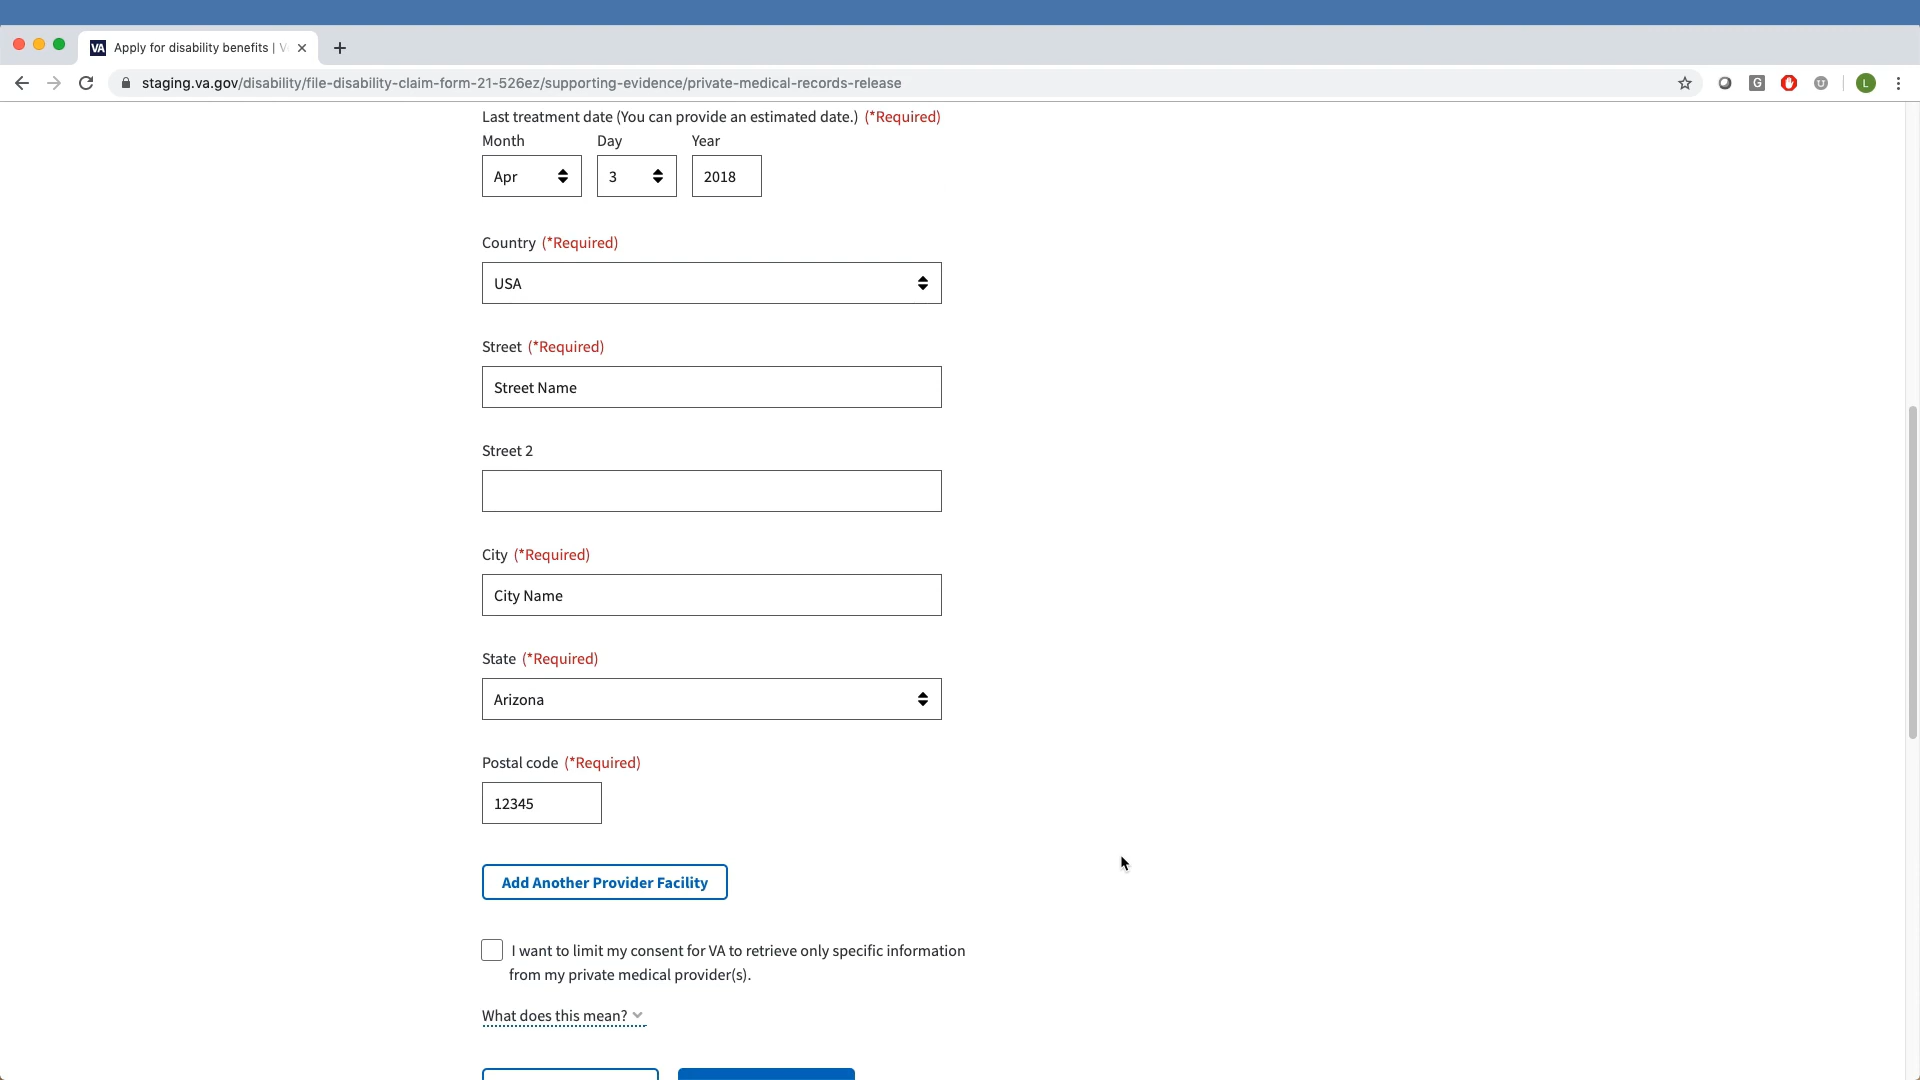 VA Apply for disability benefits | V
staging.va.gov/disability/file-disability-claim-form-21-526ez/supporting-evidence/private-medical-records-release
G
L
Last treatment date (You can provide an estimated date.) (*Required)
Month Day Year
Apr 3 2018
Country (*Required)
USA
Street (*Required)
Street Name
Street 2
City (*Required)
City Name
State (*Required)
Arizona
Postal code (*Required)
12345
Add Another Provider Facility
I want to limit my consent for VA to retrieve only specific information
from my private medical provider(s).
What does this mean?